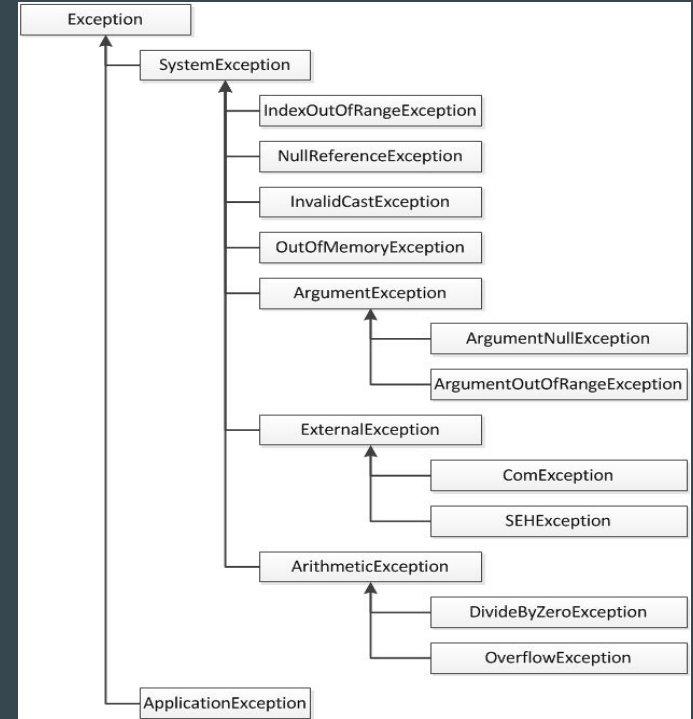 Exception
SystemException
IndexOutOfRangeException
NullReferenceException
InvalidCastException
OutOfMemoryException
ArgumentException
ArgumentNullException
ArgumentOutOfRangeException
ExternalException
ComException
SEHException
ArithmeticException
DivideByZeroException
OverflowException
ApplicationException